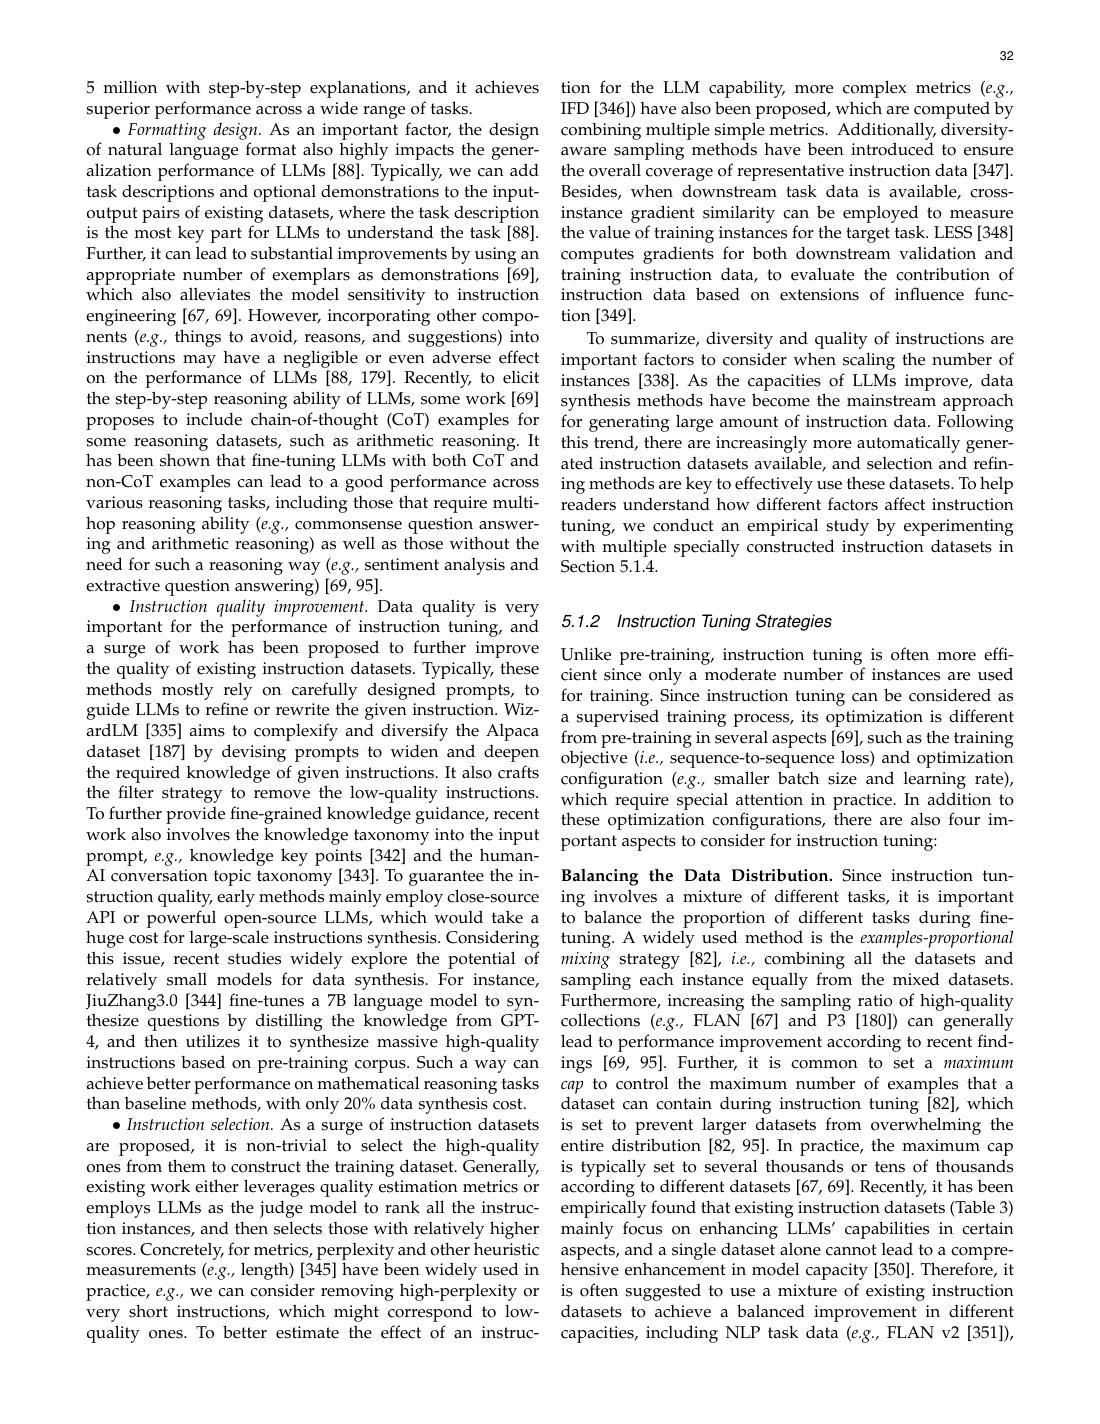 32
5 million with step-by-step explanations, and it achieves
superior performance across a wide range of tasks.
• Formatting design. As an important factor, the design
of natural language format also highly impacts the gener-
alization performance of LLMs [88]. Typically, we can add
task descriptions and optional demonstrations to the input-
output pairs of existing datasets, where the task description
is the most key part for LLMs to understand the task [88].
Further, it can lead to substantial improvements by using an
appropriate number of exemplars as demonstrations [69],
which also alleviates the model sensitivity to instruction
engineering [67, 69]. However, incorporating other compo-
nents (e.g., things to avoid, reasons, and suggestions) into
instructions may have a negligible or even adverse effect
on the performance of LLMs [88, 179]. Recently, to elicit
the step-by-step reasoning ability of LLMs, some work [69]
proposes to include chain-of-thought (CoT) examples for
some reasoning datasets, such as arithmetic reasoning. It
has been shown that fine-tuning LLMs with both CoT and
non-CoT examples can lead to a good performance across
various reasoning tasks, including those that require multi-
hop reasoning ability (e.g., commonsense question answer-
ing and arithmetic reasoning) as well as those without the
need for such a reasoning way (e.g., sentiment analysis and
extractive question answering) [69, 95].
• Instruction quality improvement. Data quality is very
important for the performance of instruction tuning, and
a surge of work has been proposed to further improve
the quality of existing instruction datasets. Typically, these
methods mostly rely on carefully designed prompts, to
guide LLMs to refine or rewrite the given instruction. Wiz-
ardLM [335] aims to complexify and diversify the Alpaca
dataset [187] by devising prompts to widen and deepen
the required knowledge of given instructions. It also crafts
the filter strategy to remove the low-quality instructions.
To further provide fine-grained knowledge guidance, recent
work also involves the knowledge taxonomy into the input
prompt, e.g., knowledge key points [342] and the human-
AI conversation topic taxonomy [343]. To guarantee the in-
struction quality, early methods mainly employ close-source
API or powerful open-source LLMs, which would take a
huge cost for large-scale instructions synthesis. Considering
this issue, recent studies widely explore the potential of
relatively small models for data synthesis. For instance,
JiuZhang3.0 [344] fine-tunes a 7B language model to syn-
thesize questions by distilling the knowledge from GPT-
4, and then utilizes it to synthesize massive high-quality
instructions based on pre-training corpus. Such a way can
achieve better performance on mathematical reasoning tasks
than baseline methods, with only 20% data synthesis cost.
• Instruction selection. As a surge of instruction datasets
are proposed, it is non-trivial to select the high-quality
ones from them to construct the training dataset. Generally,
existing work either leverages quality estimation metrics or
employs LLMs as the judge model to rank all the instruc-
tion instances, and then selects those with relatively higher
scores. Concretely, for metrics, perplexity and other heuristic
measurements (e.g., length) [345] have been widely used in
practice, e.g., we can consider removing high-perplexity or
very short instructions, which might correspond to low-
quality ones. To better estimate the effect of an instruc-
tion for the LLM capability, more complex metrics (e.g.,
IFD [346]) have also been proposed, which are computed by
combining multiple simple metrics. Additionally, diversity-
aware sampling methods have been introduced to ensure
the overall coverage of representative instruction data [347].
Besides, when downstream task data is available, cross-
instance gradient similarity can be employed to measure
the value of training instances for the target task. LESS [348]
computes gradients for both downstream validation and
training instruction data, to evaluate the contribution of
instruction data based on extensions of influence func-
tion [349].
To summarize, diversity and quality of instructions are
important factors to consider when scaling the number of
instances [338]. As the capacities of LLMs improve, data
synthesis methods have become the mainstream approach
for generating large amount of instruction data. Following
this trend, there are increasingly more automatically gener-
ated instruction datasets available, and selection and refin-
ing methods are key to effectively use these datasets. To help
readers understand how different factors affect instruction
tuning, we conduct an empirical study by experimenting
with multiple specially constructed instruction datasets in
Section 5.1.4.
5.1.2 Instruction Tuning Strategies
Unlike pre-training, instruction tuning is often more effi-
cient since only a moderate number of instances are used
for training. Since instruction tuning can be considered as
a supervised training process, its optimization is different
from pre-training in several aspects [69], such as the training
objective (i.e., sequence-to-sequence loss) and optimization
configuration (e.g., smaller batch size and learning rate),
which require special attention in practice. In addition to
these optimization configurations, there are also four im-
portant aspects to consider for instruction tuning:
Balancing the Data Distribution. Since instruction tun-
ing involves a mixture of different tasks, it is important
to balance the proportion of different tasks during fine-
tuning. A widely used method is the examples-proportional
mixing strategy [82], i.e., combining all the datasets and
sampling each instance equally from the mixed datasets.
Furthermore, increasing the sampling ratio of high-quality
collections (e.g., FLAN [67] and P3 [180]) can generally
lead to performance improvement according to recent find-
ings [69, 95]. Further, it is common to set a maximum
cap to control the maximum number of examples that a
dataset can contain during instruction tuning [82], which
is set to prevent larger datasets from overwhelming the
entire distribution [82, 95]. In practice, the maximum cap
is typically set to several thousands or tens of thousands
according to different datasets [67, 69]. Recently, it has been
empirically found that existing instruction datasets (Table 3)
mainly focus on enhancing LLMs’ capabilities in certain
aspects, and a single dataset alone cannot lead to a compre-
hensive enhancement in model capacity [350]. Therefore, it
is often suggested to use a mixture of existing instruction
datasets to achieve a balanced improvement in different
capacities, including NLP task data (e.g., FLAN v2 [351]),